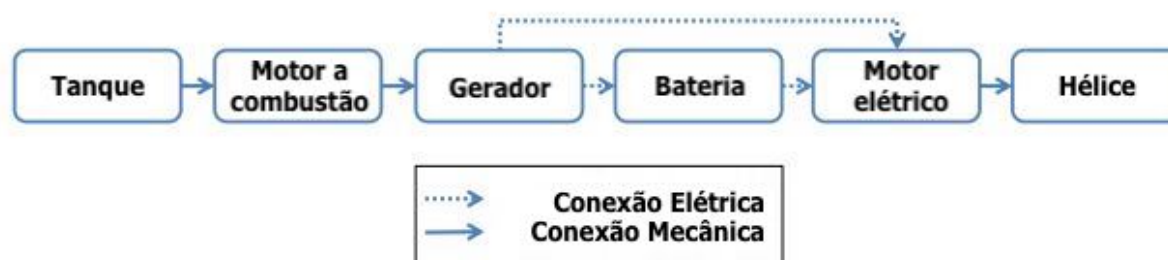 Tanque
Motor a
combustão
Gerador
Bateria
Motor
elétrico
Hélice
Conexão Elétrica
Conexão Mecânica